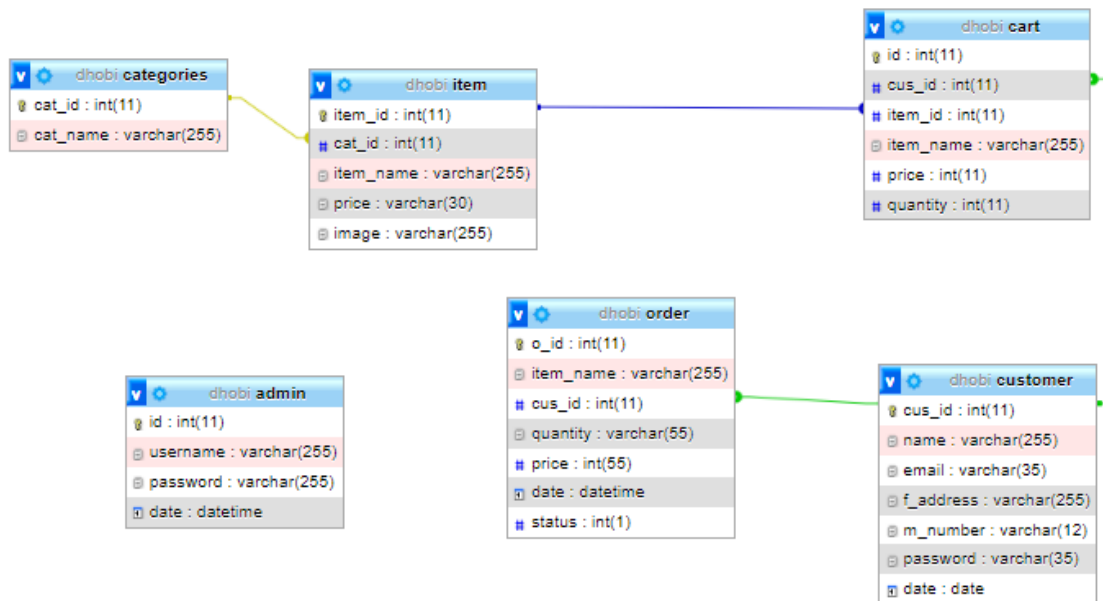 v dhobi categories
cat_id : int(11)
cat_name : varchar(255)
v dhobi item
item_id : int(11)
# cat_id : int(11)
item_name : varchar(255)
price : varchar(30)
image : varchar(255)
v dhobi cart
id : int(11)
# cus_id : int(11)
# item_id : int(11)
item_name : varchar(255)
# price : int(11)
# quantity : int(11)
v dhobi admin
id : int(11)
username : varchar(255)
password : varchar(255)
date : datetime
v dhobi order
o_id : int(11)
item_name : varchar(255)
# cus_id : int(11)
quantity : varchar(55)
# price : int(55)
date : datetime
# status : int(1)
v dhobi customer
cus_id : int(11)
name : varchar(255)
email : varchar(35)
f_address : varchar(255)
m_number : varchar(12)
password : varchar(35)
date : date